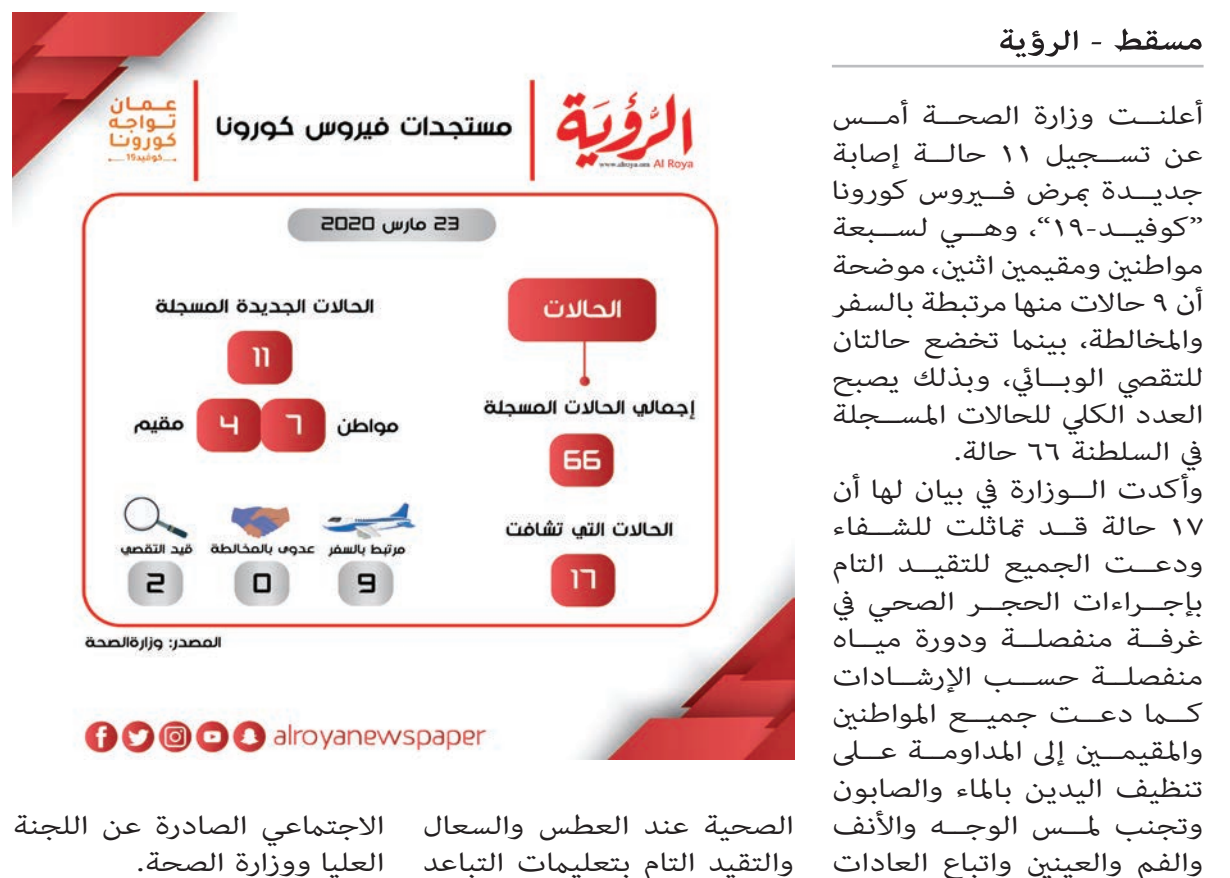 مسقط - الرؤية
أعلنت وزارة الصحة أمس
عن تسجيل ١١ حالة إصابة
جديدة بمرض فيروس كورونا
”كوفيد-١٩“، وهي لسبعة
مواطنين ومقيمين اثنين، موضحة
أن ٩ حالات منها مرتبطة بالسفر
والمخالطة، بينما تخضع حالتان
للتقصي الوبائي، وبذلك يصبح
العدد الكلي للحالات المسجلة
في السلطنة ٦٦ حالة.
وأكدت الوزارة في بيان لها أن
١٧ حالة قد تماثلت للشفاء
ودعت الجميع للتقيد التام
بإجراءات الحجر الصحي في
غرفة منفصلة ودورة مياه
منفصلة حسب الإرشادات
كما دعت جميع المواطنين
والمقيمين إلى المداومة على
تنظيف اليدين بالماء والصابون
وتجنب لمس الوجه والأنف
والفم والعينين واتباع العادات
الصحية عند العطس والسعال
والتقيد التام بتعليمات التباعد
الاجتماعي الصادرة عن اللجنة
العليا ووزارة الصحة.
الرؤية
www.alroya.om Al Roya
مستجدات فيروس كورونا
عمان
تواجه
كورونا
كوفيد19
23 مارس 2020
الحالات
إجمالي الحالات المسجلة
66
الحالات التي تشافت
17
الحالات الجديدة المسجلة
11
مواطن 7 4 مقيم
مرتبط بالسفر عدوى بالمخالطة قيد التقصي
9 0 2
المصدر: وزارةالصحة
alroyanewspaper